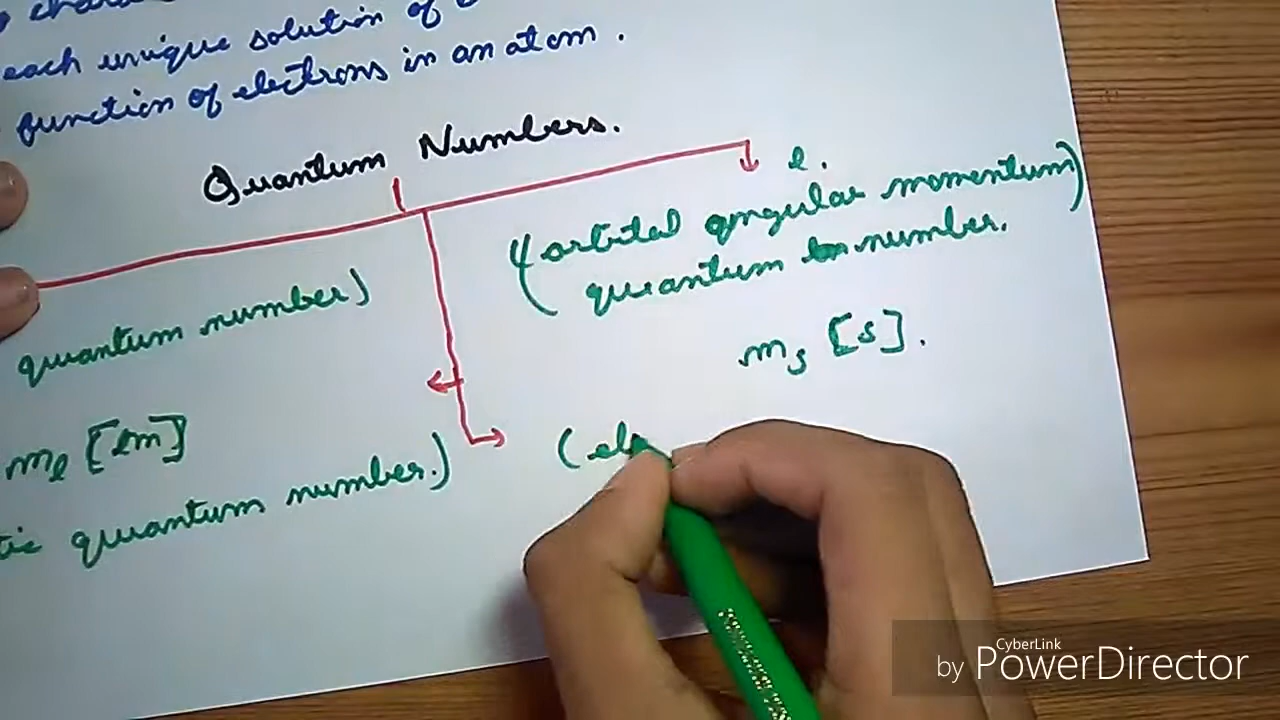 each unique solution of
function of electrons in an atom.
Quantum Numbers.
l.
(orbital angular momentum)
quantum number.
quantum number)
ms [s].
ml [lm]
quantum number.)
(ele
CyberLink
by PowerDirector